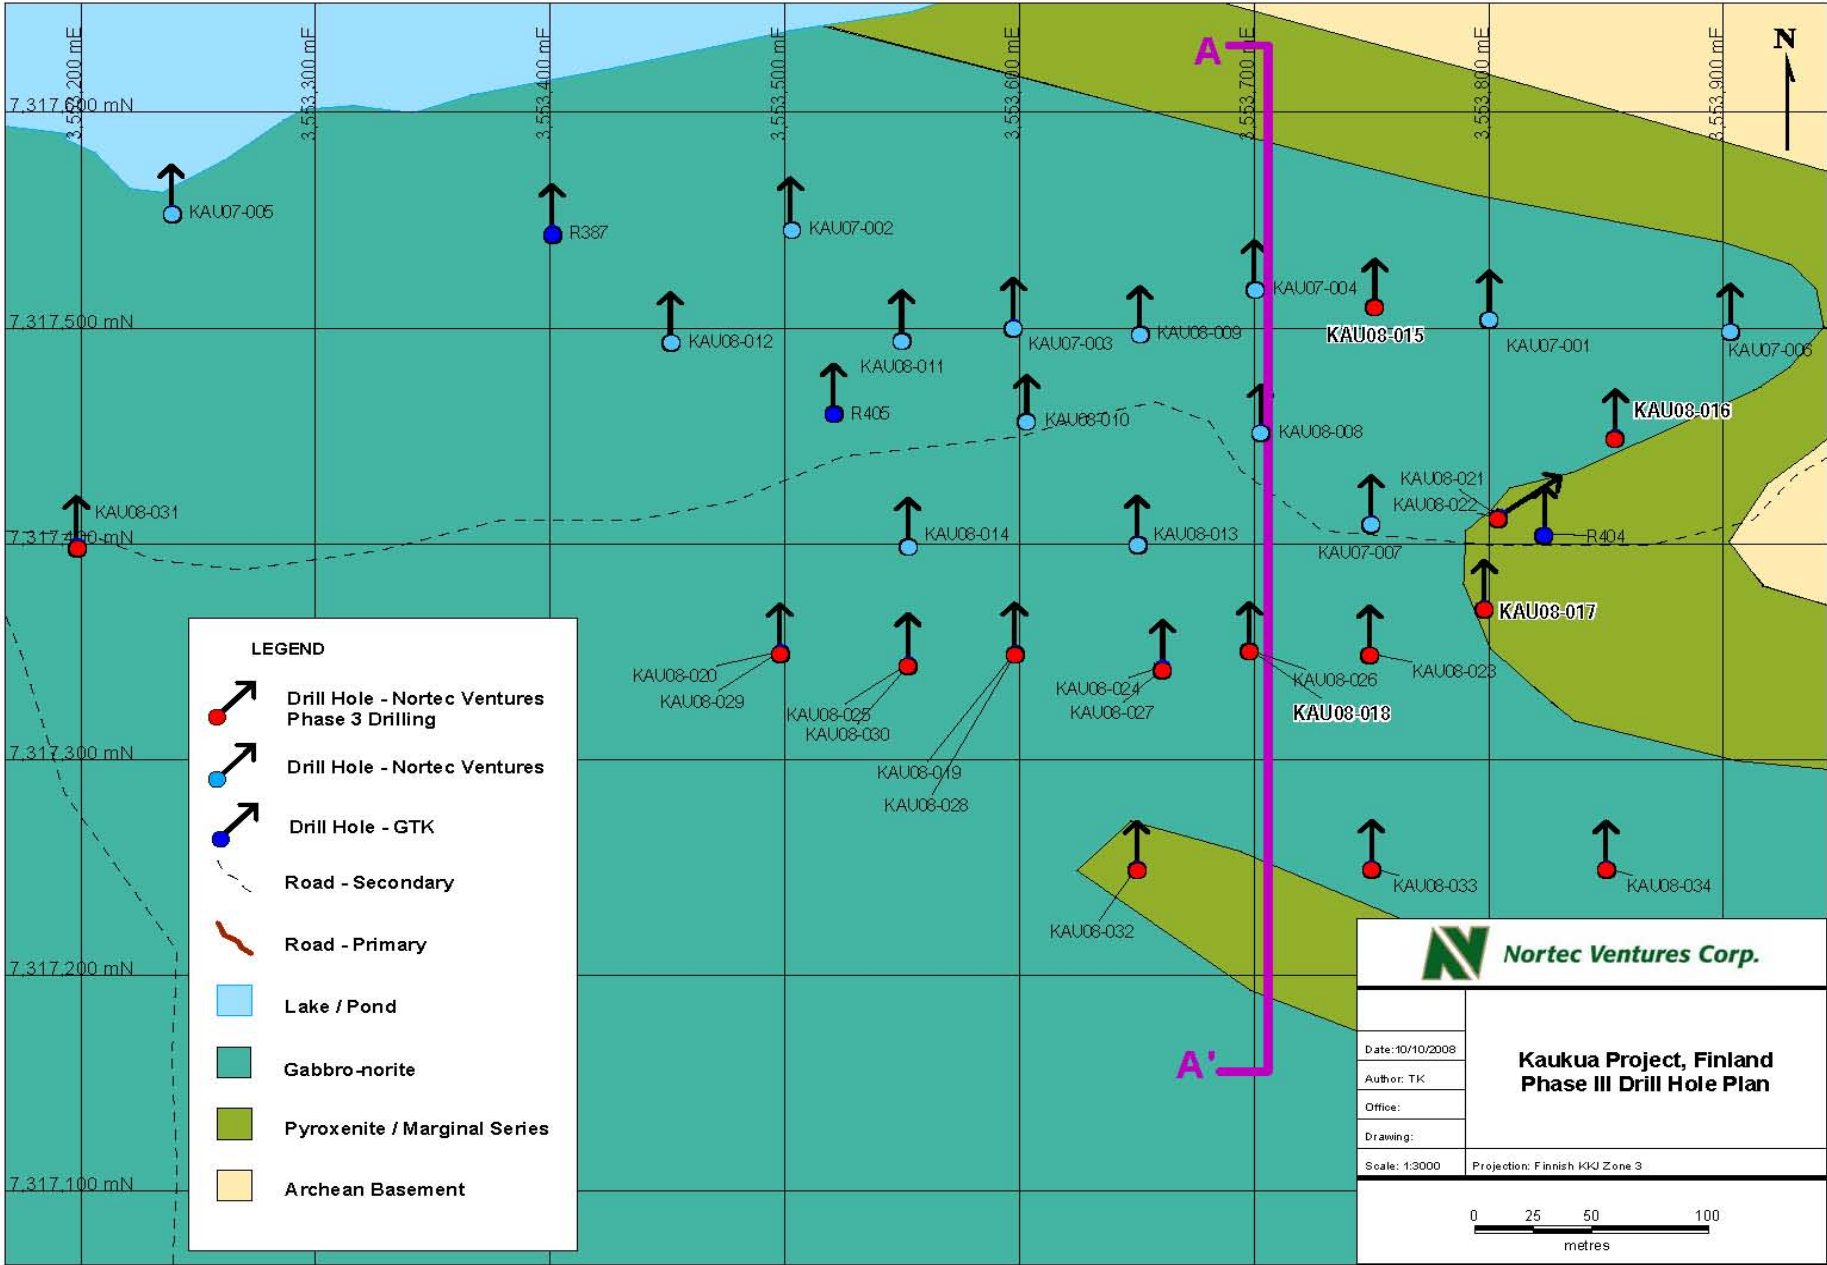 3,553,200 mE
3,553,300 mE
3,553,400 mE
3,553,500 mE
3,553,600 mE
3,553,700 mE
3,553,800 mE
3,553,900 mE
A
N
7,317,600 mN
KAU07-005
R387
KAU07-002
KAU07-004
7,317,500 mN
KAU08-012
KAU08-011
KAU07-003
KAU08-009
KAU08-015
KAU07-001
KAU07-006
R405
KAU08-010
KAU08-008
KAU08-016
KAU08-021
KAU08-022
KAU08-031
7,317,400 mN
KAU08-014
KAU08-013
KAU07-007
R404
KAU08-017
KAU08-020
KAU08-029
KAU08-025
KAU08-030
KAU08-019
KAU08-028
KAU08-024
KAU08-027
KAU08-026
KAU08-018
KAU08-023
7,317,300 mN
KAU08-032
KAU08-033
KAU08-034
7,317,200 mN
A'
7,317,100 mN
LEGEND
Drill Hole - Nortec Ventures
Phase 3 Drilling
Drill Hole - Nortec Ventures
Drill Hole - GTK
Road - Secondary
Road - Primary
Lake / Pond
Gabbro-norite
Pyroxenite / Marginal Series
Archean Basement
N Nortec Ventures Corp.
Date:10/10/2008
Author: TK
Office:
Drawing:
Scale: 1:3000
Kaukua Project, Finland
Phase III Drill Hole Plan
Projection: Finnish KKJ Zone 3
0 25 50 100
metres